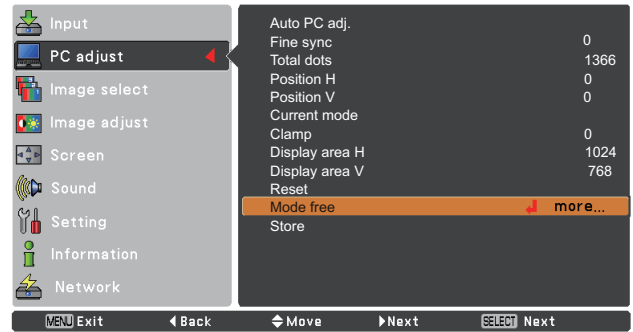 Input
PC adjust
Image select
Image adjust
Screen
Sound
Setting
Information
Network
Auto PC adj.
Fine sync 0
Total dots 1366
Position H 0
Position V 0
Current mode
Clamp 0
Display area H 1024
Display area V 768
Reset
Mode free more...
Store
MENU Exit Back Move Next SELECT Next